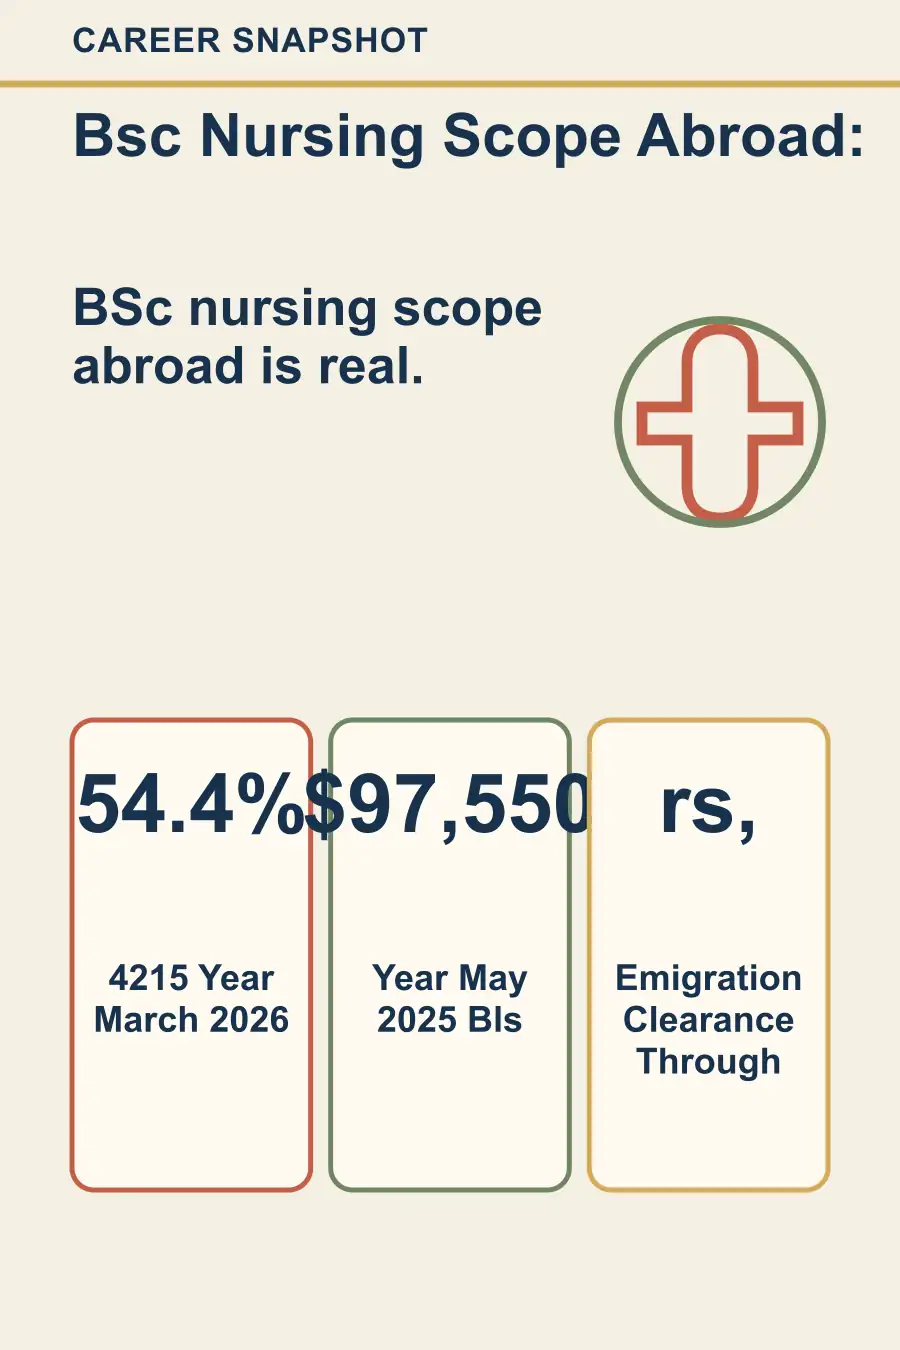 CAREER SNAPSHOT
Bsc Nursing Scope Abroad:
BSc nursing scope
abroad is real.
54.4%
$97,550
rs,
4215 Year
March 2026
Year May
2025 Bls
Emigration
Clearance
Through